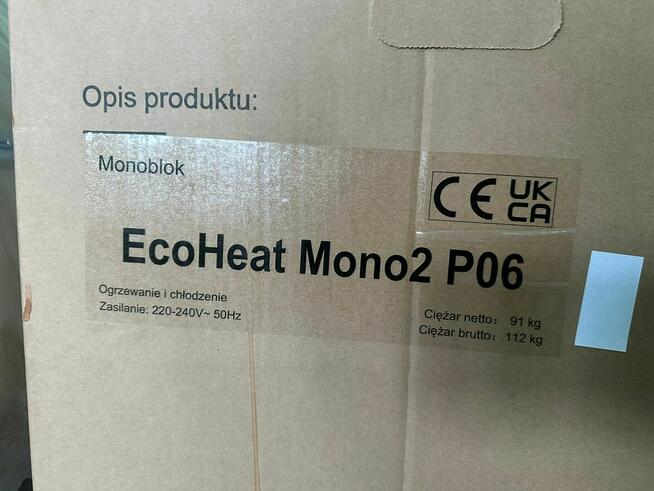 Opis produktu:
Monoblok
CE UK
CA
EcoHeat Mono2 P06
Ogrzewanie i chłodzenie
Zasilanie: 220-240V~ 50Hz
Ciężar netto: 91 kg
Ciężar brutto: 112 kg